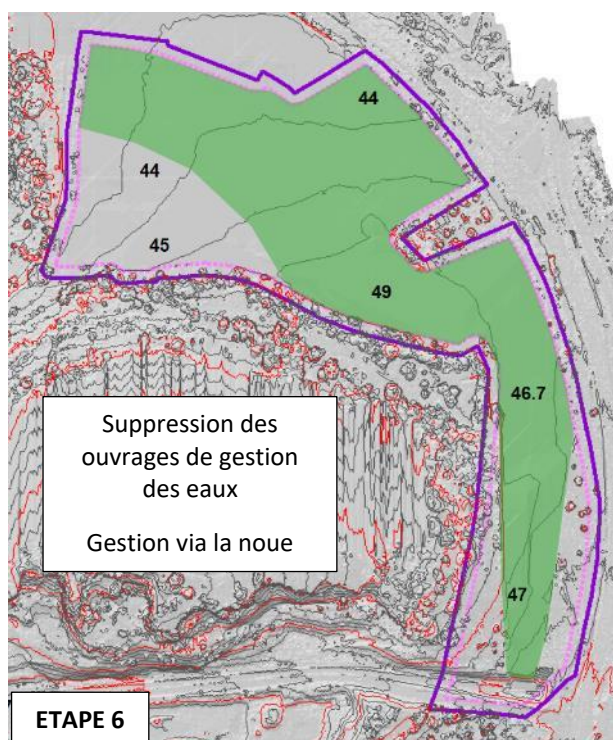 44
44
45
49
46.7
Suppression des
ouvrages de gestion
des eaux
Gestion via la noue
47
ETAPE 6